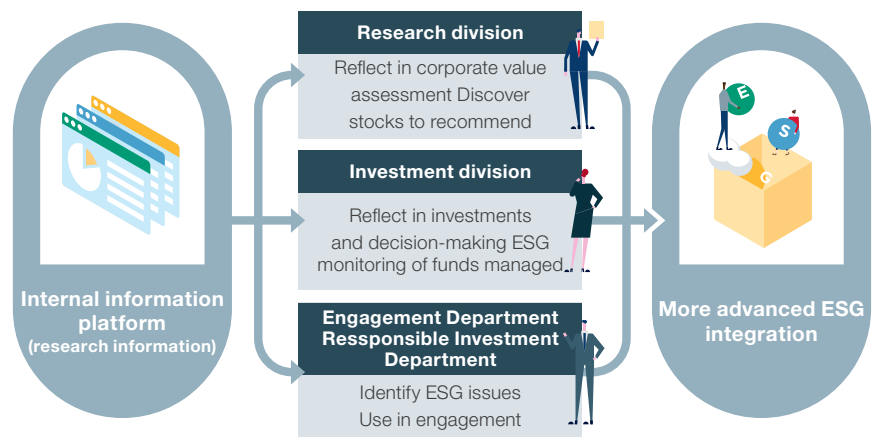 Internal information
platform
(research information)
Research division
Reflect in corporate value
assessment Discover
stocks to recommend
Investment division
Reflect in investments
and decision-making ESG
monitoring of funds managed
Engagement Department
Ressponsible Investment
Department
Identify ESG issues
Use in engagement
E
S
G
More advanced ESG
integration